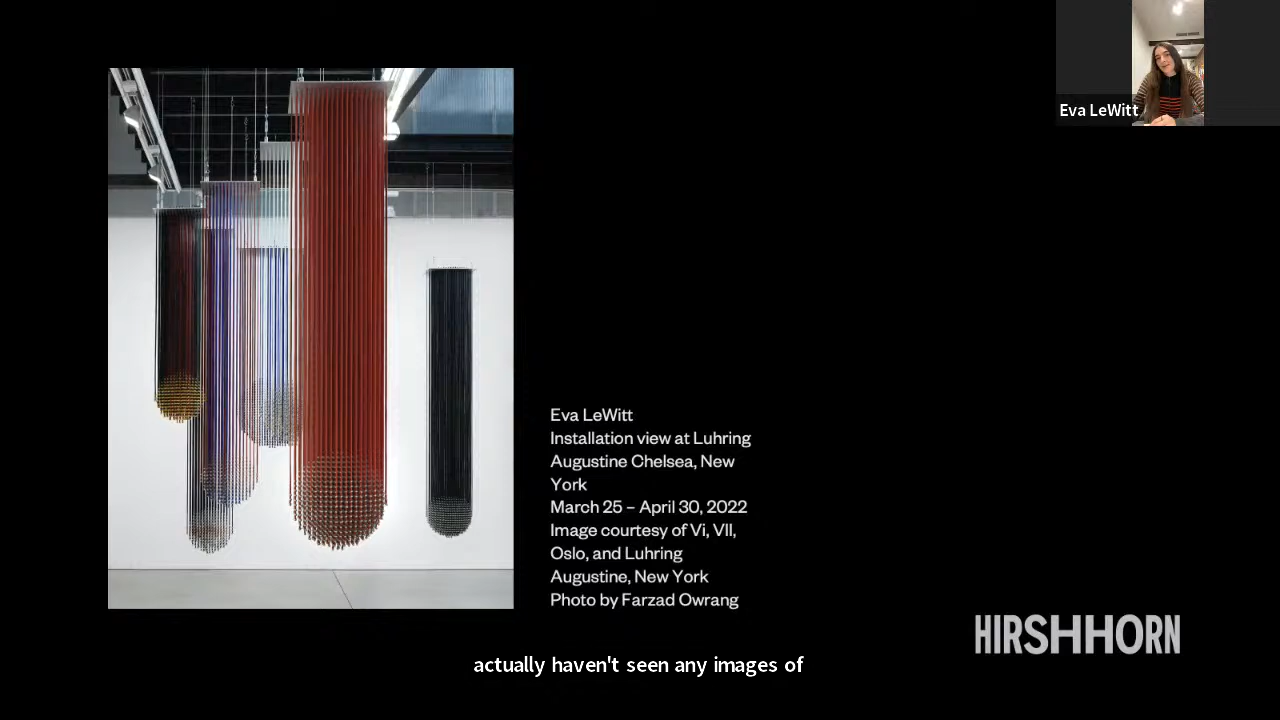 Eva LeWitt
Eva LeWitt
Installation view at Luhring
Augustine Chelsea, New
York
March 25 – April 30, 2022
Image courtesy of Vi, VII,
Oslo, and Luhring
Augustine, New York
Photo by Farzad Owrang
HIRSHHORN
actually haven't seen any images of